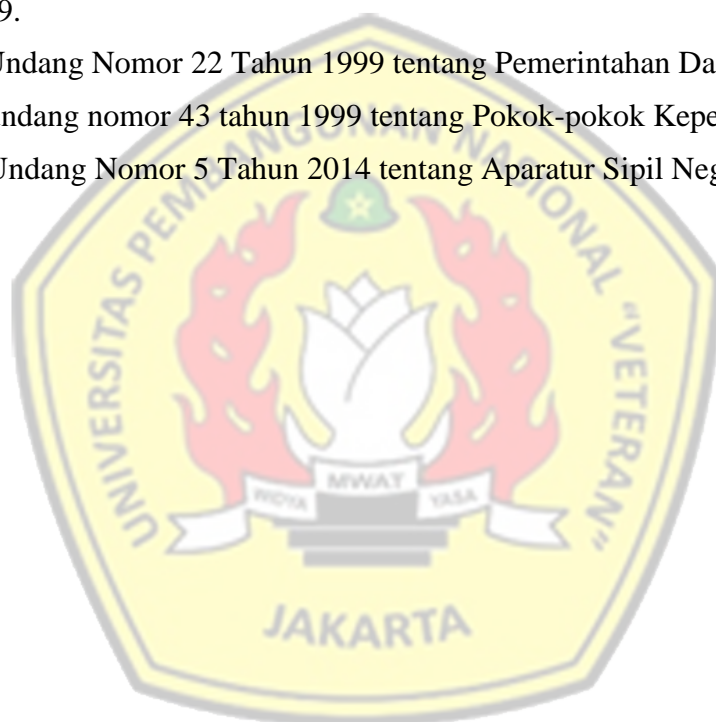 9.
Undang Nomor 22 Tahun 1999 tentang Pemerintahan Da
undang nomor 43 tahun 1999 tentang Pokok-pokok Kepe
Undang Nomor 5 Tahun 2014 tentang Aparatur Sipil Neg
UNIVERSITAS PEMBANGUNAN NASIONAL "VETERAN"
WIDYA MWAT YASA
JAKARTA